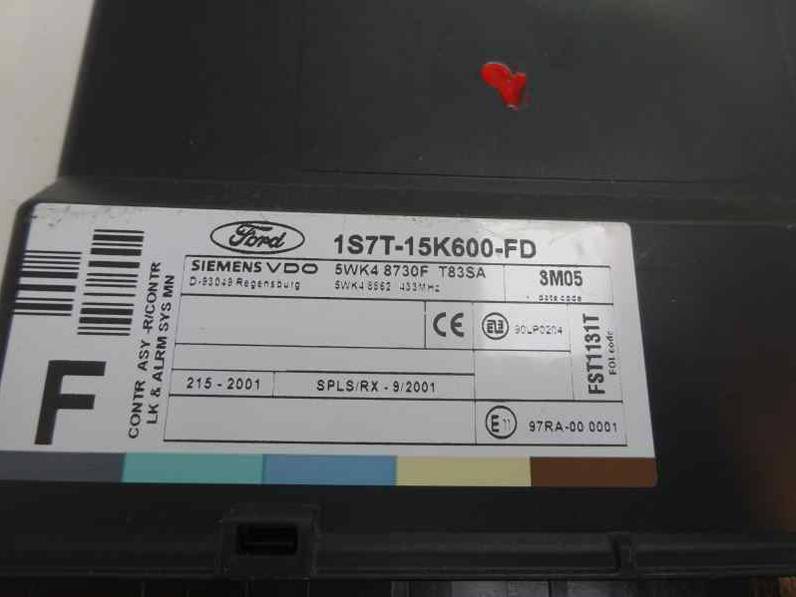 Ford
1S7T-15K600-FD
SIEMENS VDO
5WK4 8730F T83SA
3M05
D-93049 Regensburg
5WK4 8562 433MHz
date code
CE
90LP0204
FST1131T
FOI code
215 - 2001
SPLS/RX - 9/2001
E 11
97RA-00 0001
F
CONTR ASY -R/CONTR
LK & ALRM SYS MN